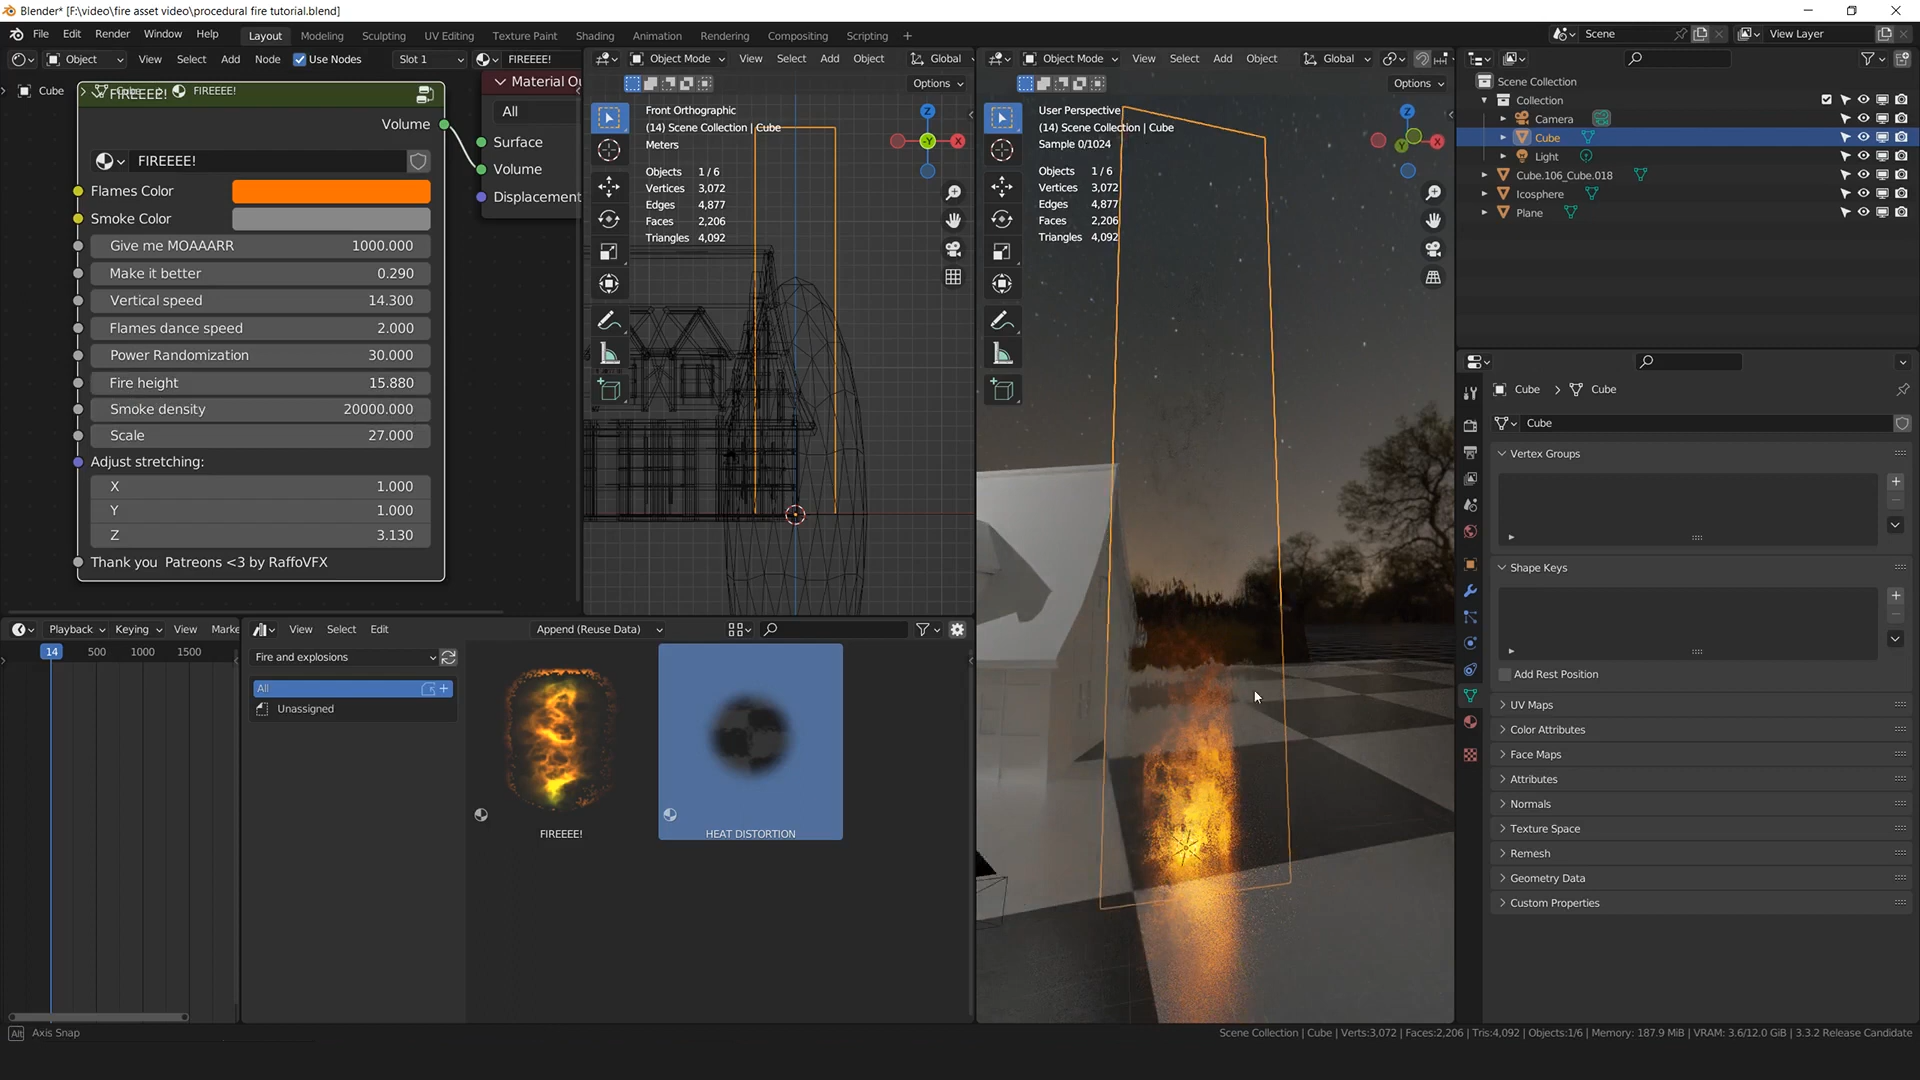 Blender* [F:\video\fire asset video\procedural fire tutorial.blend]
File Edit Render Window Help Layout Modeling Sculpting UV Editing Texture Paint Shading Animation Rendering Compositing Scripting + Scene View Layer
Object View Select Add Node Use Nodes Slot 1 FIREEEE!
Cube Cube FIREEEE!
FIREEEE!
Volume
FIREEEE!
Flames Color
Smoke Color
Give me MOAAARR 1000.000
Make it better 0.290
Vertical speed 14.300
Flames dance speed 2.000
Power Randomization 30.000
Fire height 15.880
Smoke density 20000.000
Scale 27.000
Adjust stretching:
X 1.000
Y 1.000
Z 3.130
Thank you Patreons <3 by RaffoVFX
Material Ou
All
Surface
Volume
Displacement
Object Mode View Select Add Object Global
Options
Front Orthographic
(14) Scene Collection | Cube
Meters
Objects 1 / 6
Vertices 3,072
Edges 4,877
Faces 2,206
Triangles 4,092
Z
-Y
X
Object Mode View Select Add Object Global
Options
User Perspective
(14) Scene Collection | Cube
Sample 0/1024
Objects 1 / 6
Vertices 3,072
Edges 4,877
Faces 2,206
Triangles 4,092
Z
Y
X
Scene Collection
Collection
Camera
Cube
Light
Cube.106_Cube.018
Icosphere
Plane
Cube > Cube
Cube
Vertex Groups
Shape Keys
Add Rest Position
UV Maps
Color Attributes
Face Maps
Attributes
Normals
Texture Space
Remesh
Geometry Data
Custom Properties
Playback Keying View Marke
14 500 1000 1500
View Select Edit Append (Reuse Data)
Fire and explosions
All
Unassigned
FIREEEE!
HEAT DISTORTION
Alt Axis Snap
Scene Collection | Cube | Verts:3,072 | Faces:2,206 | Tris:4,092 | Objects:1/6 | Memory: 187.9 MiB | VRAM: 3.6/12.0 GiB | 3.3.2 Release Candidate